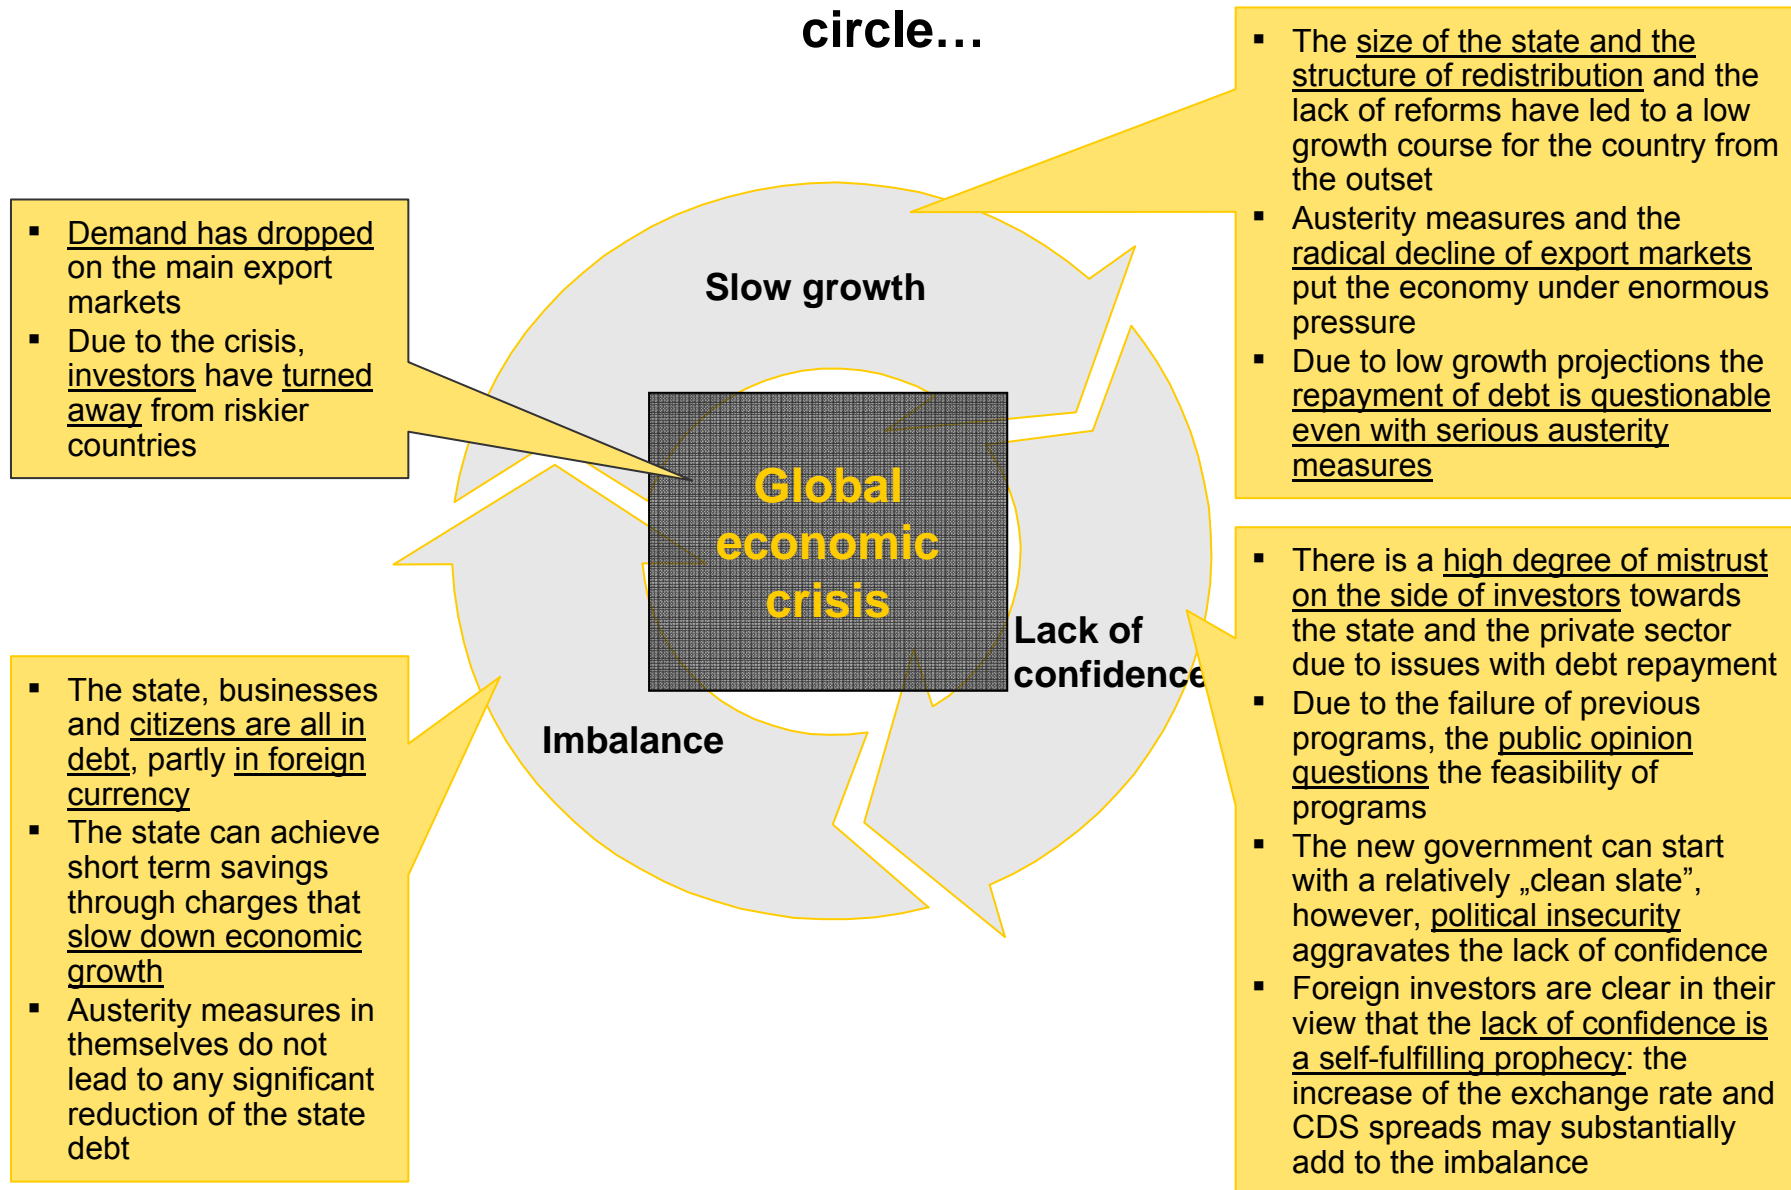 circle…
▪ The size of the state and the
structure of redistribution and the
lack of reforms have led to a low
growth course for the country from
the outset
▪ Austerity measures and the
radical decline of export markets
put the economy under enormous
pressure
▪ Due to low growth projections the
repayment of debt is questionable
even with serious austerity
measures
▪ Demand has dropped
on the main export
markets
▪ Due to the crisis,
investors have turned
away from riskier
countries
Slow growth
Global
economic
crisis
Lack of
confidence
Imbalance
▪ There is a high degree of mistrust
on the side of investors towards
the state and the private sector
due to issues with debt repayment
▪ Due to the failure of previous
programs, the public opinion
questions the feasibility of
programs
▪ The new government can start
with a relatively „clean slate”,
however, political insecurity
aggravates the lack of confidence
▪ Foreign investors are clear in their
view that the lack of confidence is
a self-fulfilling prophecy: the
increase of the exchange rate and
CDS spreads may substantially
add to the imbalance
▪ The state, businesses
and citizens are all in
debt, partly in foreign
currency
▪ The state can achieve
short term savings
through charges that
slow down economic
growth
▪ Austerity measures in
themselves do not
lead to any significant
reduction of the state
debt